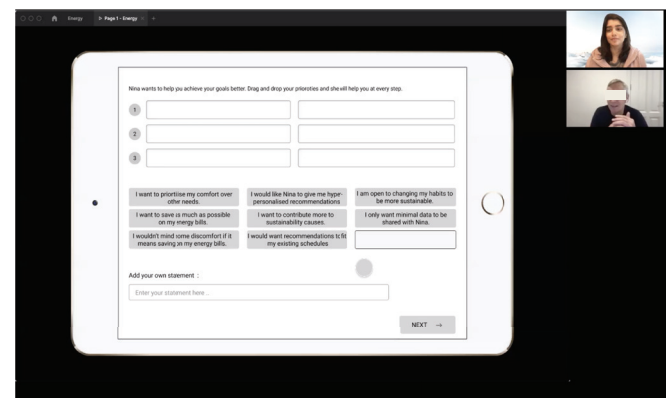 Energy
Page 1 - Energy
Nina wants to help you achieve your goals better. Drag and drop your prioroties and she will help you at every step.
1
2
3
I want to priortiise my comfort over
other needs.
I would like Nina to give me hype-
personalised recommendations
I am open to changing my habits to
be more sustainable.
I want to save as much as possible
on my energy bills.
I want to contribute more to
sustainability causes.
I only want minimal data to be
shared with Nina.
I wouldn't mind some discomfort if it
means saving on my energy bills.
I would want recommendations to fit
my existing schedules
Add your own statement :
Enter your statement here ..
NEXT →